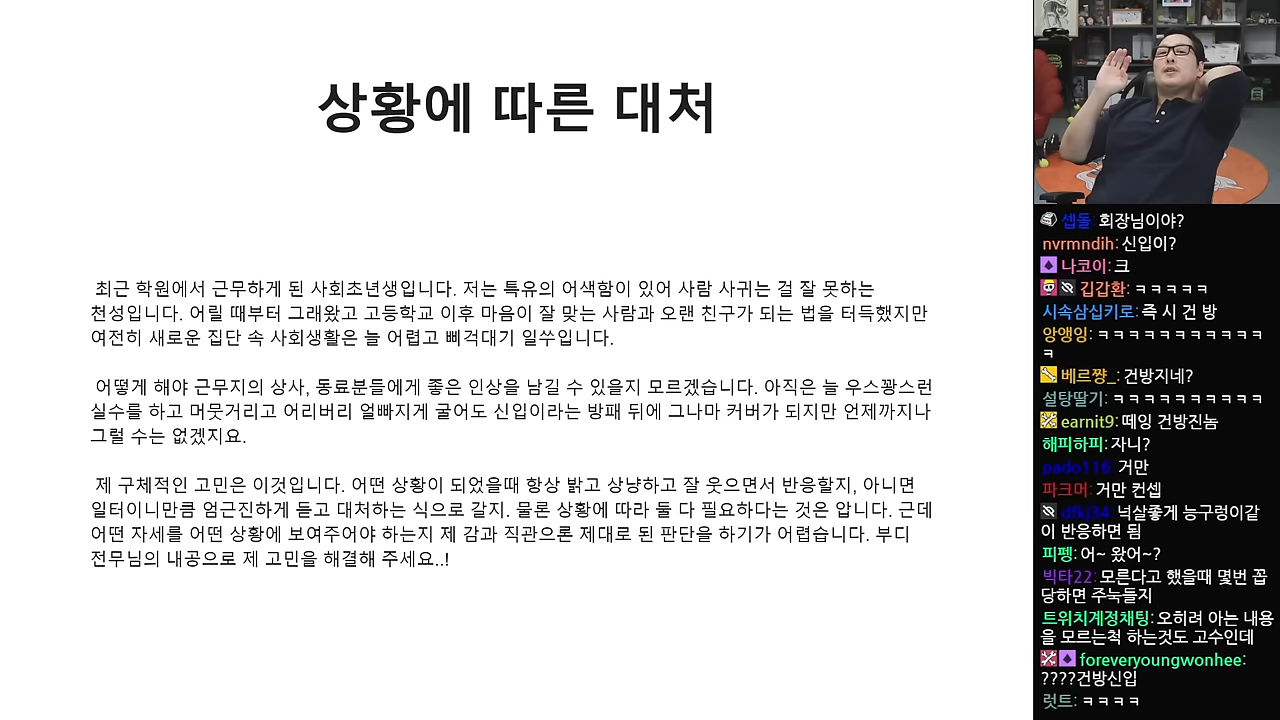 상황에 따른 대처
최근 학원에서 근무하게 된 사회초년생입니다. 저는 특유의 어색함이 있어 사람 사귀는 걸 잘 못하는
천성입니다. 어릴 때부터 그래왔고 고등학교 이후 마음이 잘 맞는 사람과 오랜 친구가 되는 법을 터득했지만
여전히 새로운 집단 속 사회생활은 늘 어렵고 삐걱대기 일쑤입니다.
어떻게 해야 근무지의 상사, 동료분들에게 좋은 인상을 남길 수 있을지 모르겠습니다. 아직은 늘 우스꽝스런
실수를 하고 머뭇거리고 어리버리 얼빠지게 굴어도 신입이라는 방패 뒤에 그나마 커버가 되지만 언제까지나
그럴 수는 없겠지요.
제 구체적인 고민은 이것입니다. 어떤 상황이 되었을때 항상 밝고 상냥하고 잘 웃으면서 반응할지, 아니면
일터이니만큼 엄근진하게 듣고 대처하는 식으로 갈지. 물론 상황에 따라 둘 다 필요하다는 것은 압니다. 근데
어떤 자세를 어떤 상황에 보여주어야 하는지 제 감과 직관으론 제대로 된 판단을 하기가 어렵습니다. 부디
전무님의 내공으로 제 고민을 해결해 주세요..!
셉돌: 회장님이야?
nvrmndih: 신입이?
나코이: 크
김갑환: ㅋㅋㅋㅋㅋ
시속삼십키로: 즉 시 건 방
앙앵잉: ㅋㅋㅋㅋㅋㅋㅋㅋㅋㅋㅋ
ㅋ
베르쨩_: 건방지네?
설탕딸기: ㅋㅋㅋㅋㅋㅋㅋㅋㅋㅋ
earnit9: 떼잉 건방진놈
해피하피: 자니?
pado116: 거만
파크머: 거만 컨셉
dfkj34: 넉살좋게 능구렁이같
이 반응하면 됨
피펭: 어~ 왔어~?
빅타22: 모른다고 했을때 몇번 꼽
당하면 주눅들지
트위치계정채팅: 오히려 아는 내용
을 모르는척 하는것도 고수인데
foreveryoungwonhee:
????건방신입
럿트: ㅋㅋㅋㅋ